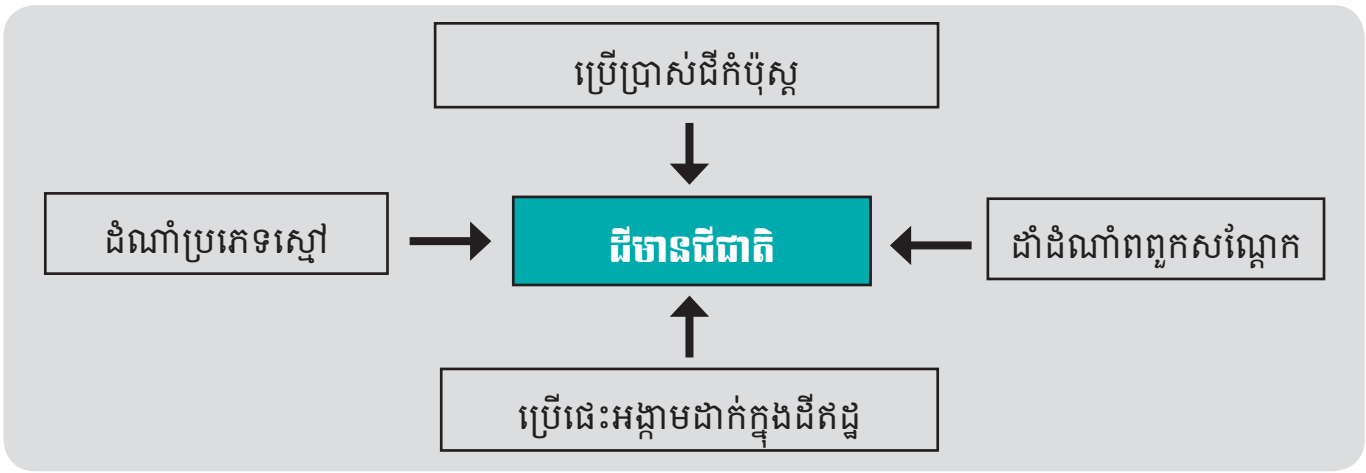 ប្រើប្រាស់ជីកំប៉ុស្ត
ដំណាំប្រភេទស្មៅ
ដីមានជីជាតិ
ដាំដំណាំពពួកសណ្ដែក
ប្រើផេះអង្កាមដាក់ក្នុងដីឥដ្ឋ